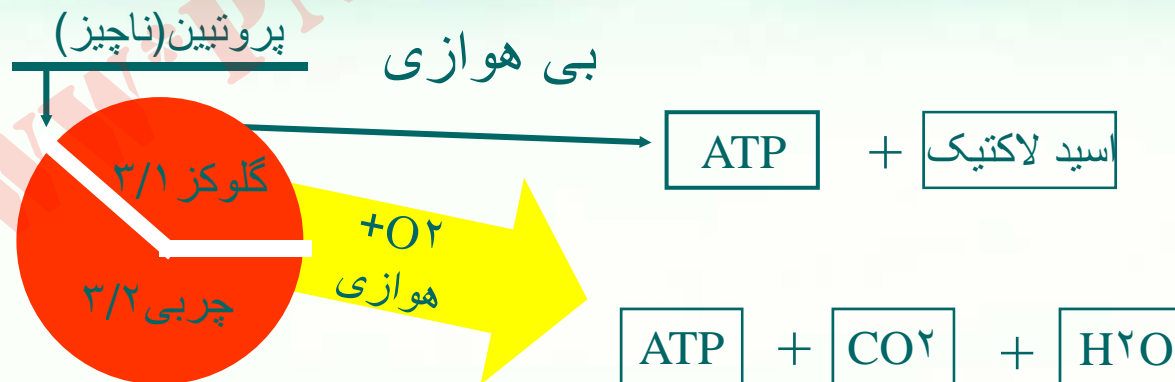 پروتیین(ناچیز)
بی هوازی
ATP + اسید لاکتیک
گلوکز ۳/۱
+O۲
هوازی
چربی۳/۲
ATP + CO۲ + H۲O